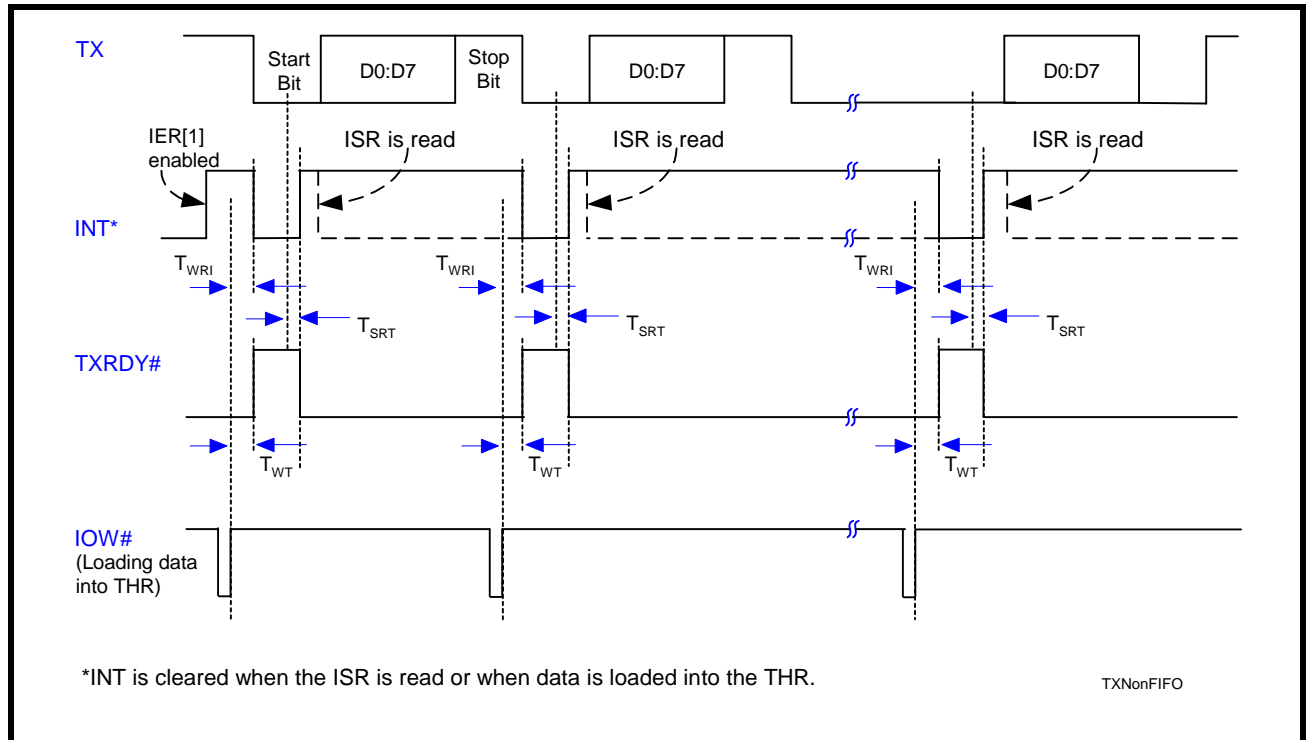 TX
Start
Bit
D0:D7
Stop
Bit
D0:D7
D0:D7
IER[1]
enabled
ISR is read
ISR is read
ISR is read
INT*
TWRI
TWRI
TWRI
TSRT
TSRT
TSRT
TXRDY#
TWT
TWT
TWT
IOW#
(Loading data
into THR)
*INT is cleared when the ISR is read or when data is loaded into the THR.
TXNonFIFO